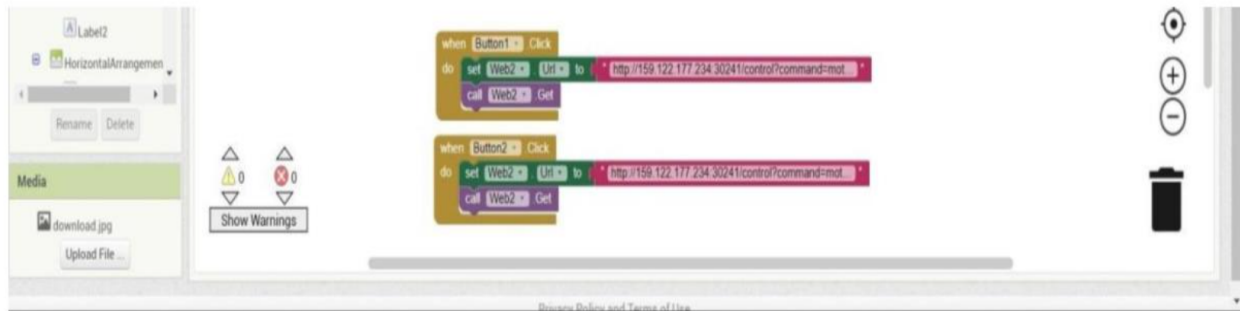 Label2
HorizontalArrangemen
Rename Delete
Media
download.jpg
Upload File ...
0 0
Show Warnings
when Button1 .Click
do set Web2 . Url to " http://159.122.177.234:30241/control?command=mot... "
call Web2 .Get
when Button2 .Click
do set Web2 . Url to " http://159.122.177.234:30241/control?command=mot... "
call Web2 .Get
Privacy Policy and Terms of Use